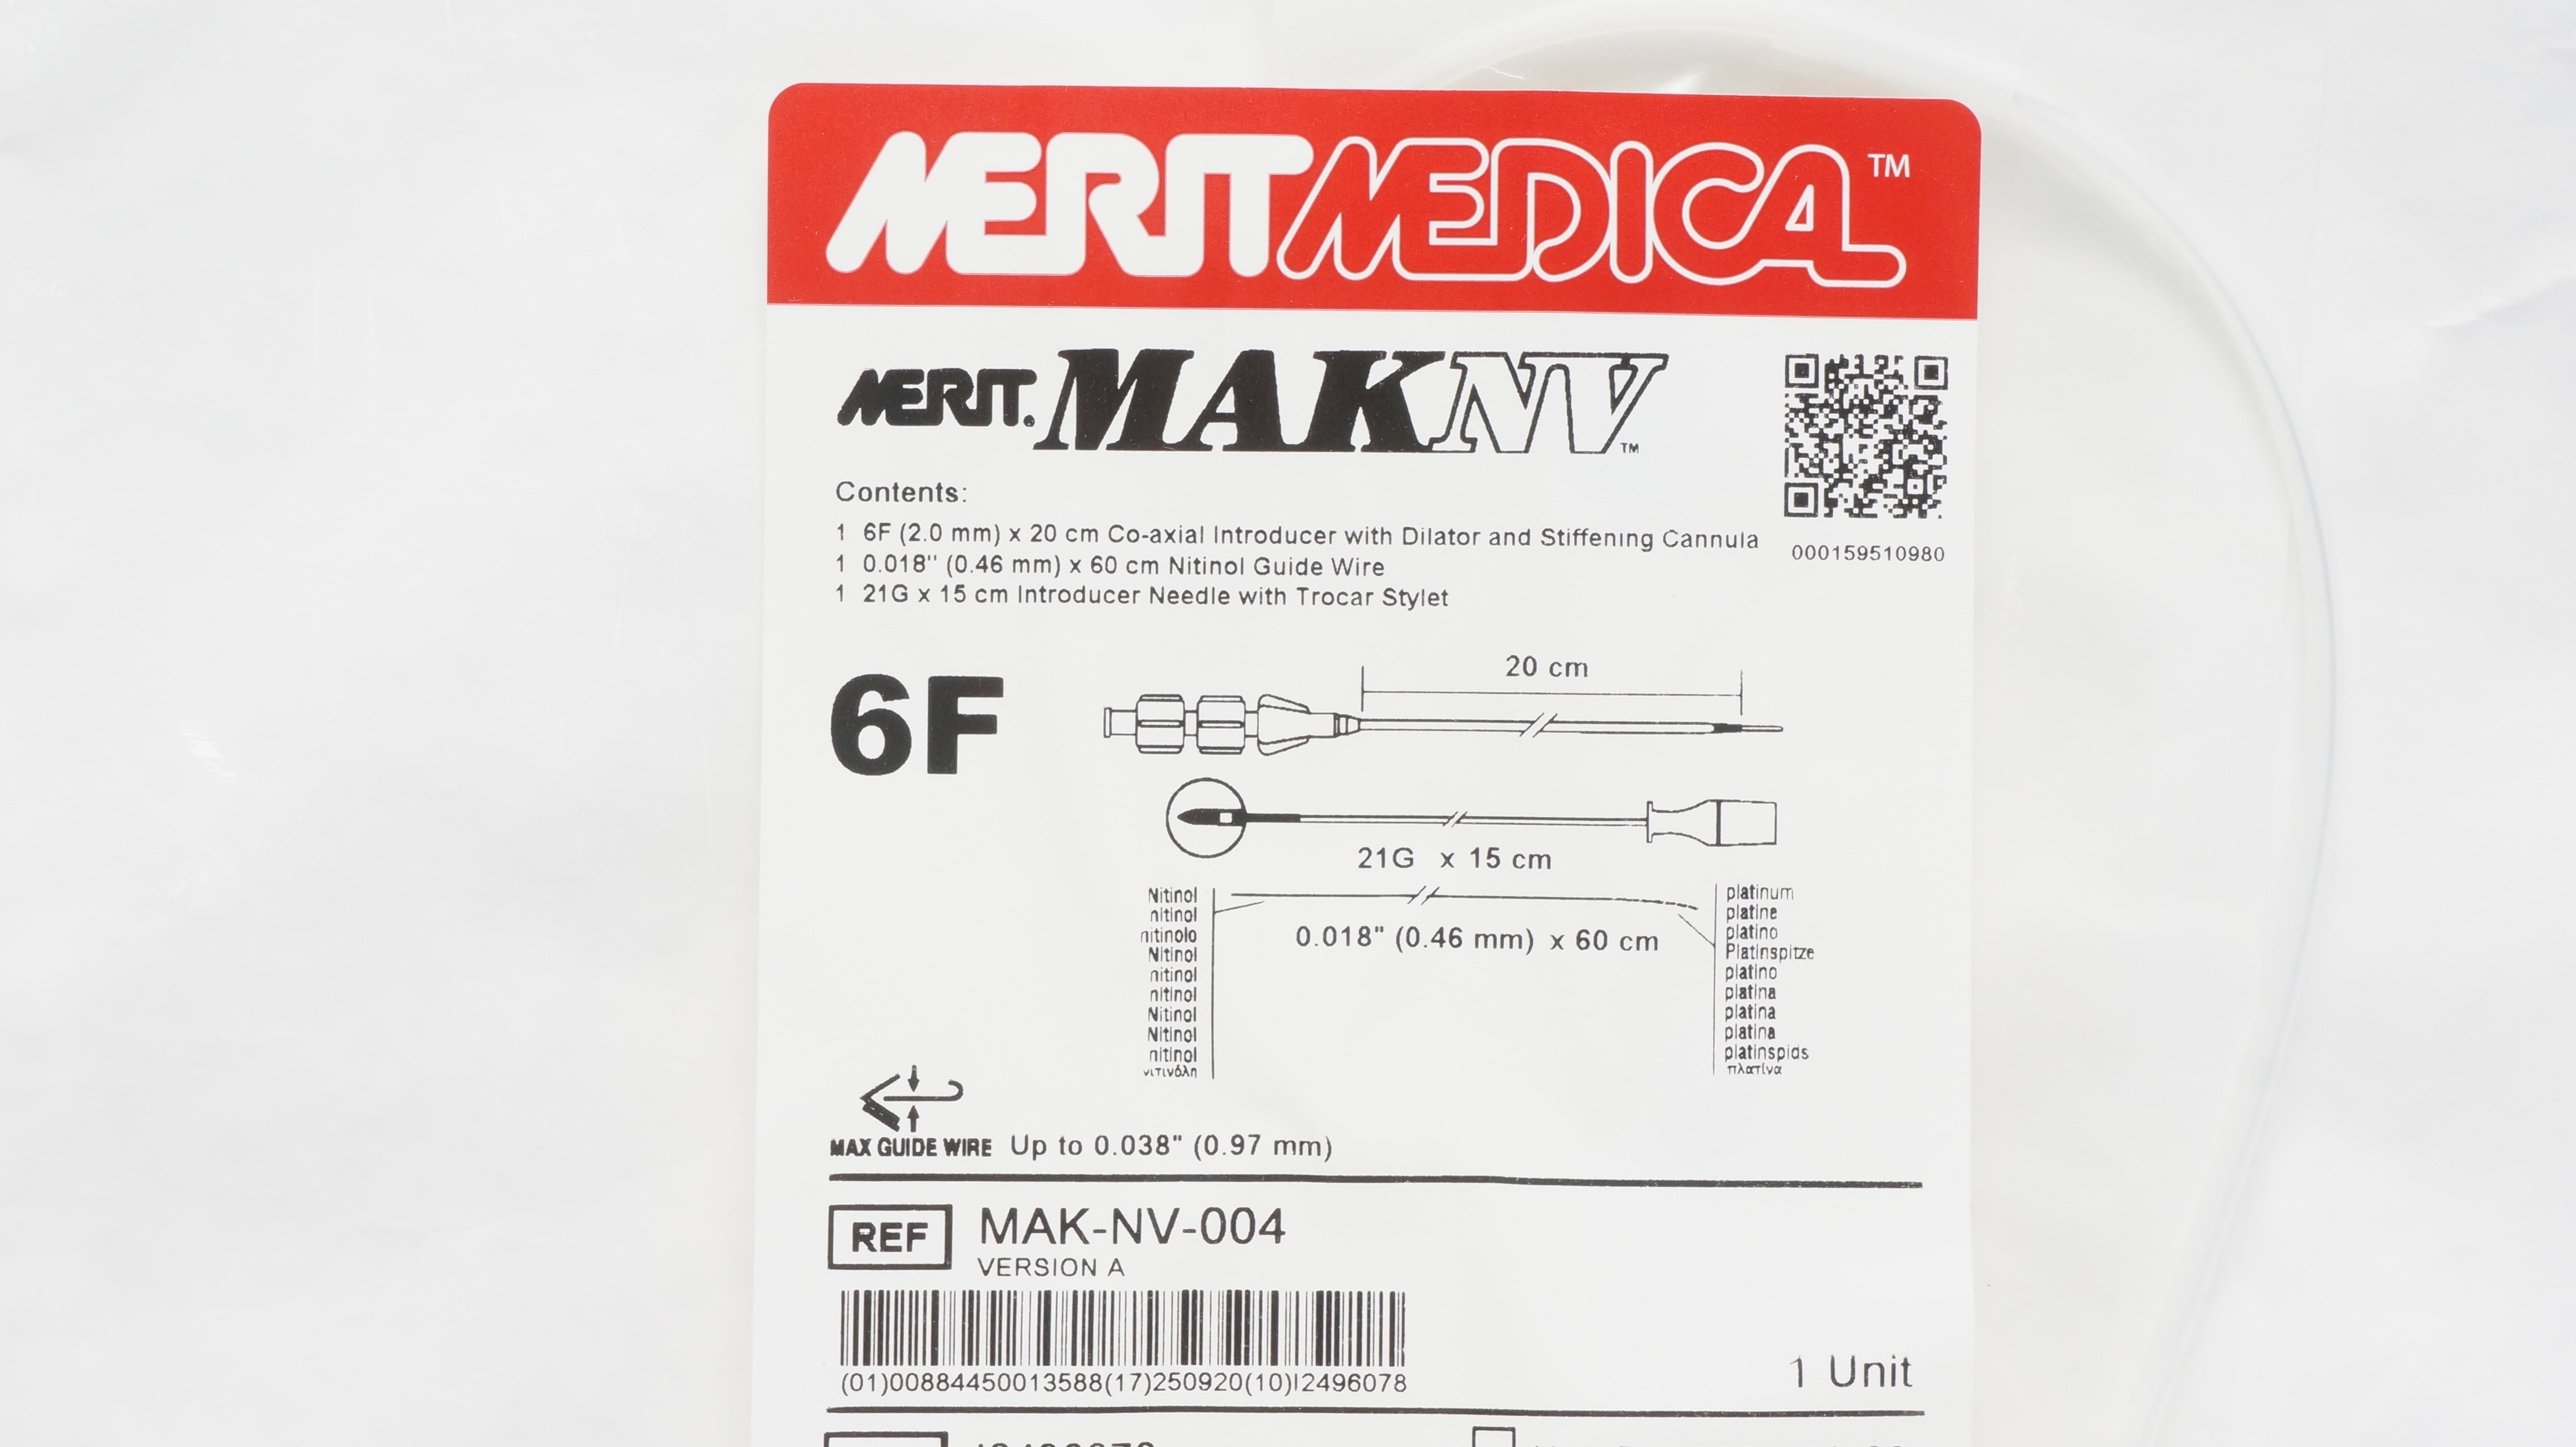 MERITMEDICAL™
MERIT. MAKNV™
Contents:
1 6F (2.0 mm) x 20 cm Co-axial Introducer with Dilator and Stiffening Cannula
1 0.018" (0.46 mm) x 60 cm Nitinol Guide Wire
1 21G x 15 cm Introducer Needle with Trocar Stylet
000159510980
6F
20 cm
21G x 15 cm
Nitinol
nitinol
nitinolo
Nitinol
nitinol
nitinol
Nitinol
Nitinol
nitinol
νιτινόλη
0.018" (0.46 mm) x 60 cm
platinum
platine
platino
Platinspitze
platino
platina
platina
platina
platinspids
πλατίνα
MAX GUIDE WIRE Up to 0.038" (0.97 mm)
REF MAK-NV-004
VERSION A
(01)00884450013588(17)250920(10)I2496078
1 Unit